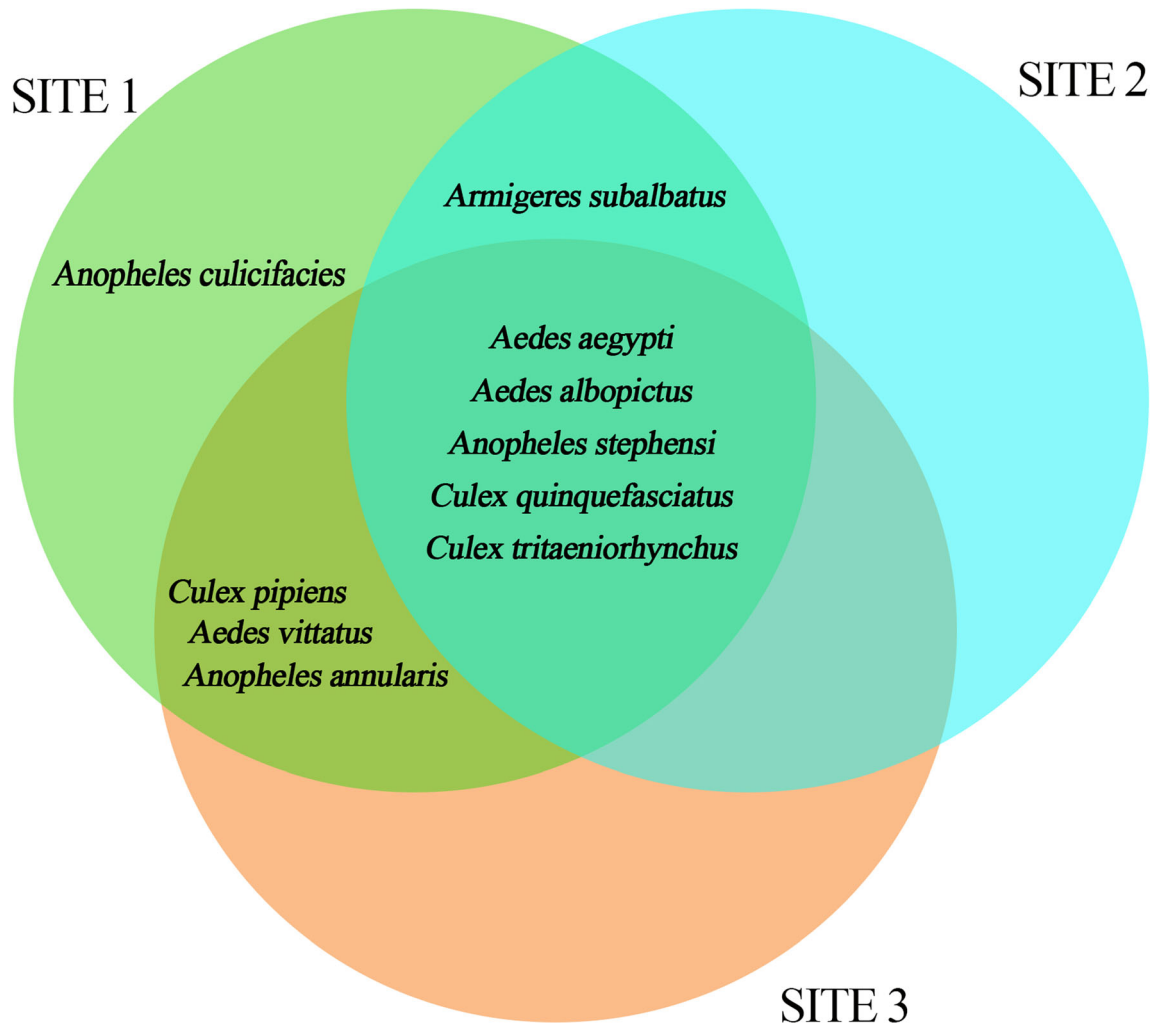 SITE 1
SITE 2
Armigeres subalbatus
Anopheles culicifacies
Aedes aegypti
Aedes albopictus
Anopheles stephensi
Culex quinquefasciatus
Culex tritaeniorhynchus
Culex pipiens
Aedes vittatus
Anopheles annularis
SITE 3